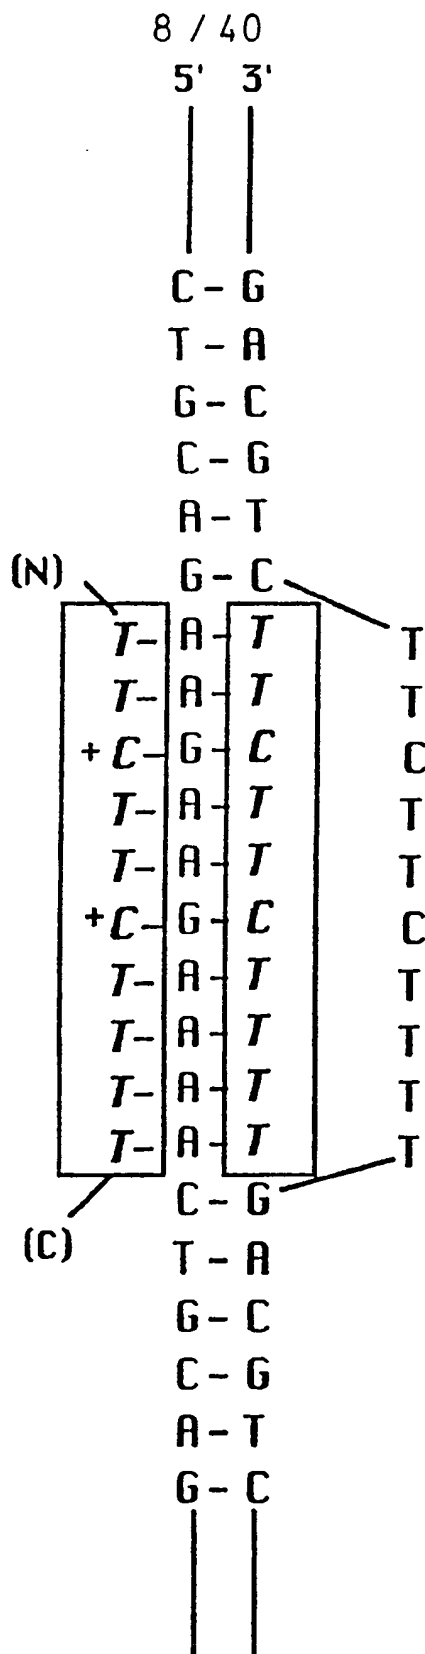 8 / 40
5' 3'
C - G
T - A
G - C
C - G
A - T
(N) G - C
T - A - T T
T - A - T T
+ C - G - C C
T - A - T T
T - A - T T
+ C - G - C C
T - A - T T
T - A - T T
T - A - T T
T - A - T T
C - G
(C) T - A
G - C
C - G
A - T
G - C